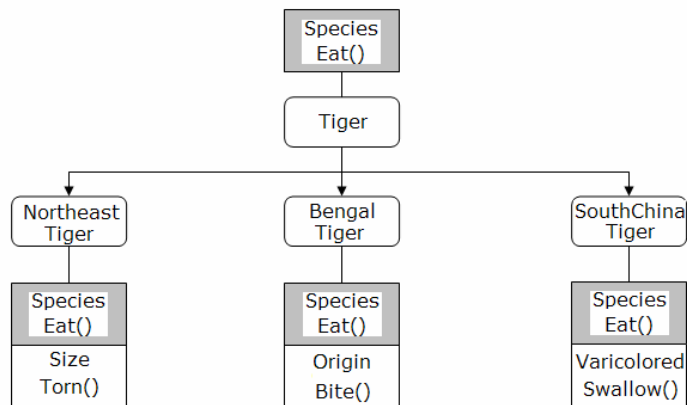 Species
Eat()
Tiger
Northeast
Tiger
Bengal
Tiger
SouthChina
Tiger
Species
Eat()
Size
Torn()
Species
Eat()
Origin
Bite()
Species
Eat()
Varicolored
Swallow()